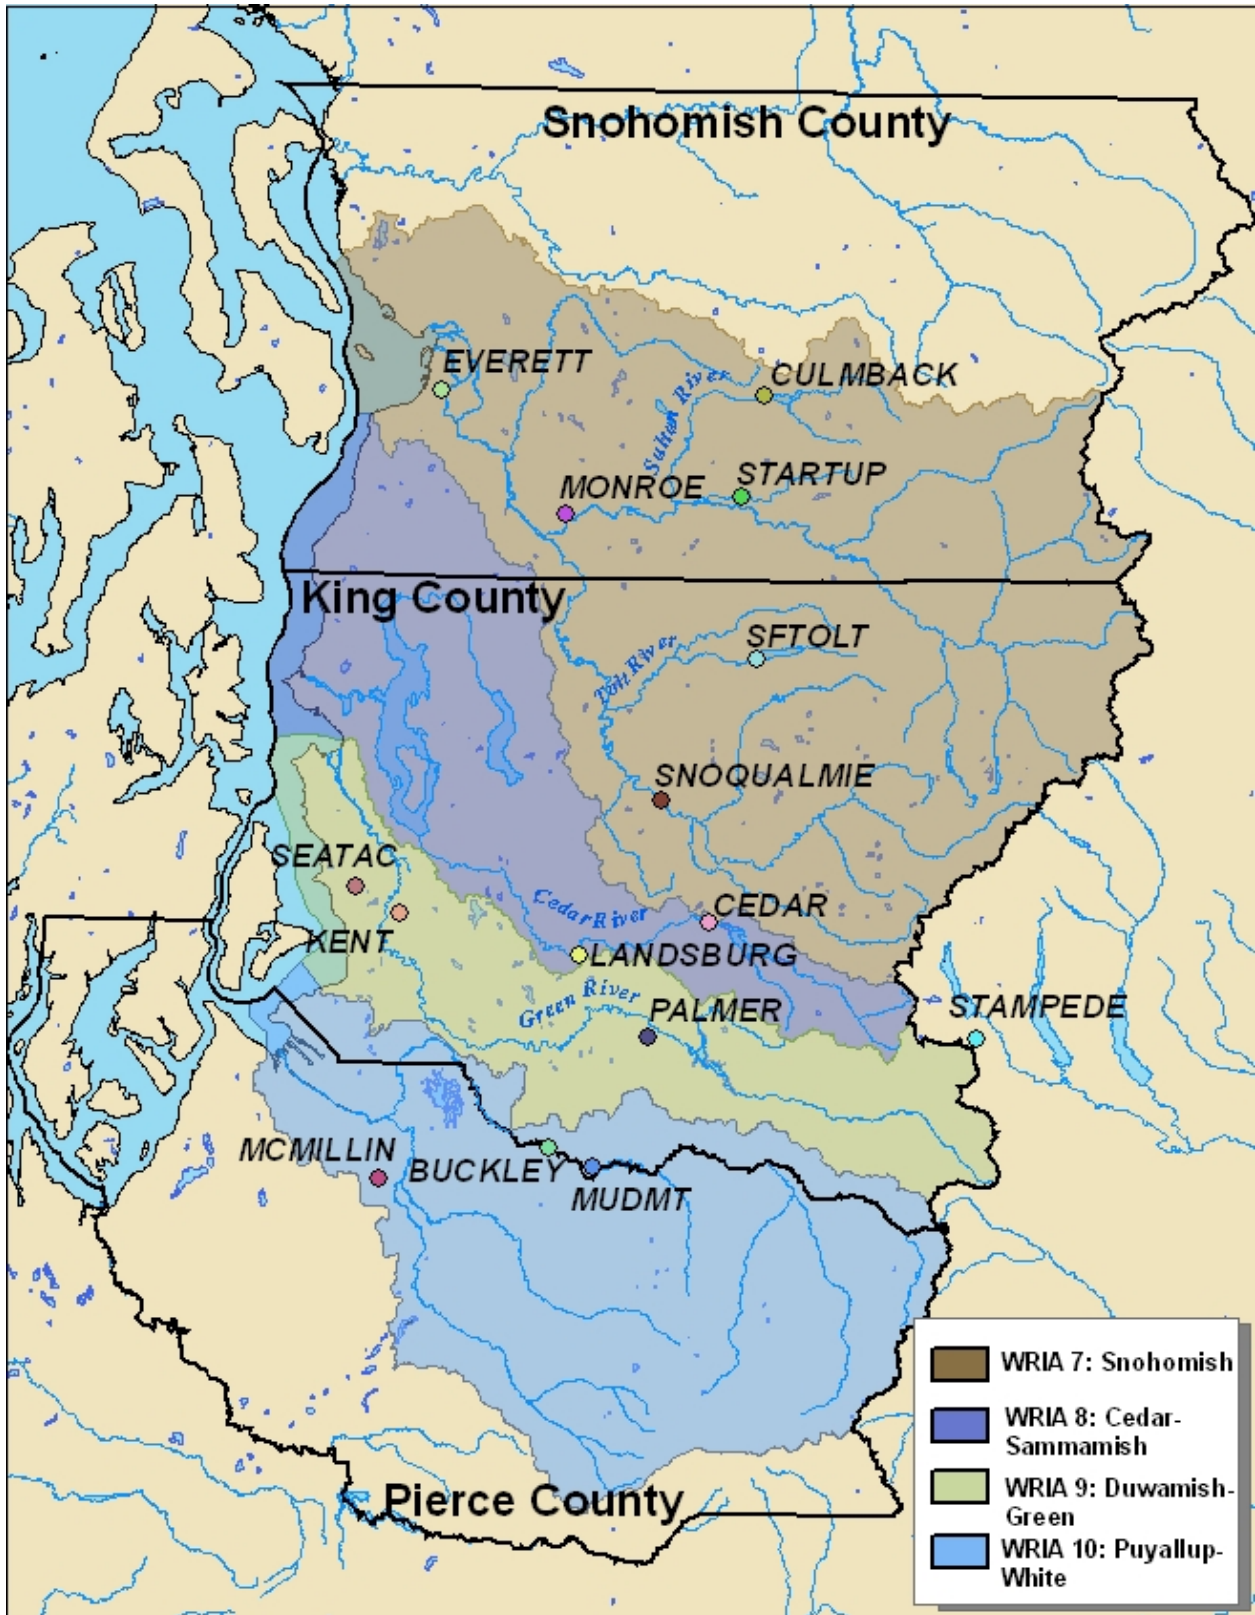 Snohomish County
EVERETT
CULMBACK
Sultan River
MONROE
STARTUP
King County
SFTOLT
Tolt River
SNOQUALMIE
SEATAC
Cedar River
CEDAR
KENT
LANDSBURG
Green River
PALMER
STAMPEDE
MCMILLIN
BUCKLEY
MUDMT
WRIA 7: Snohomish
WRIA 8: Cedar-
Sammamish
WRIA 9: Duwamish-
Green
WRIA 10: Puyallup-
White
Pierce County